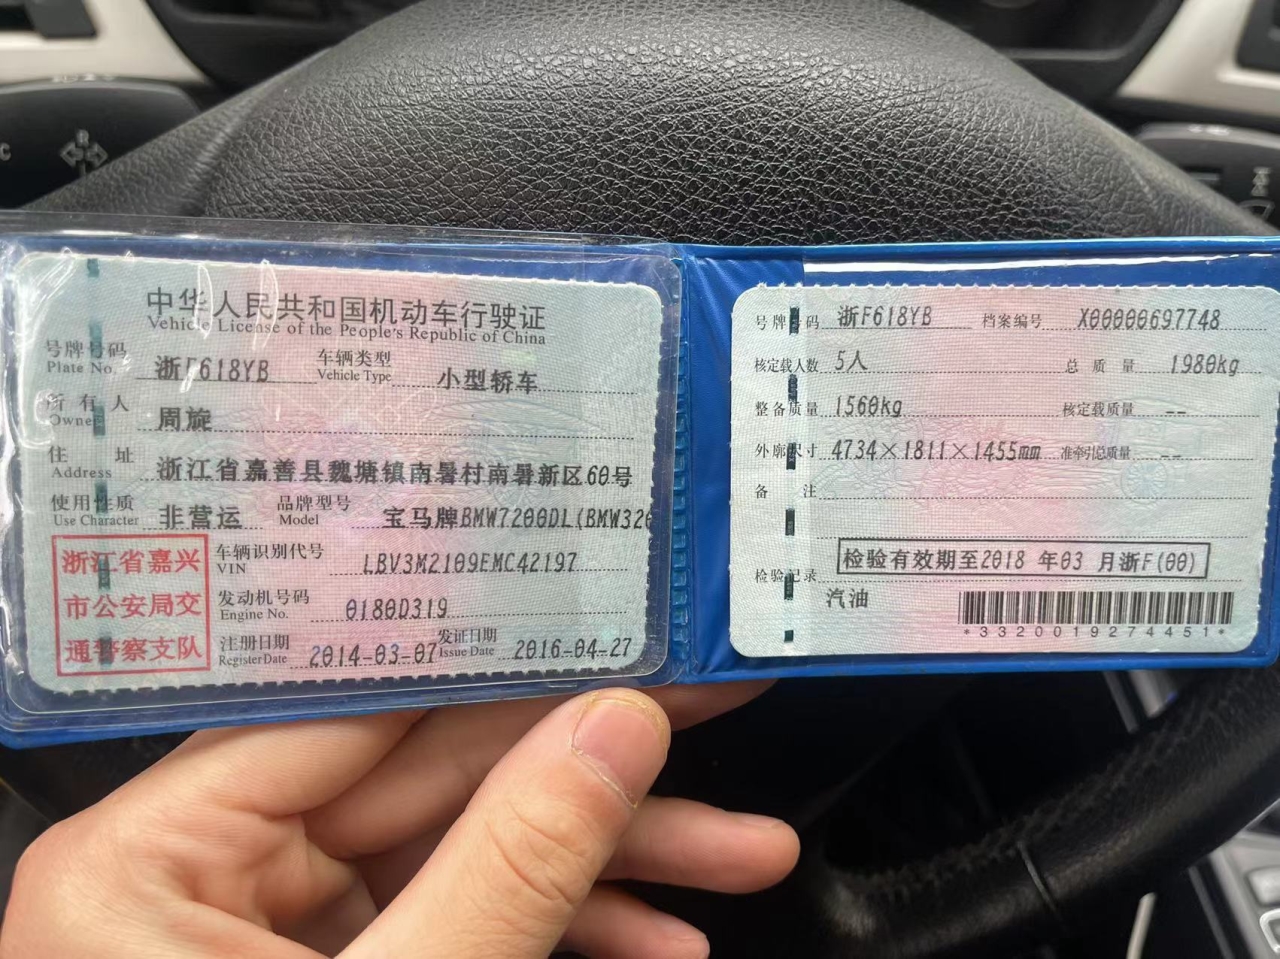 中华人民共和国机动车行驶证
Vehicle License of the People's Republic of China
号牌号码 浙F618YB 车辆类型 小型轿车
Plate No. Vehicle Type
所有人 周旋
Owner
住址 浙江省嘉善县魏塘镇南暑村南暑新区60号
Address
使用性质 非营运 品牌型号 宝马牌BMW7200DL(BMW320
Use Character Model
浙江省嘉兴
市公安局交
通警察支队
车辆识别代号 LBV3M2109EMC42197
VIN
发动机号码 0180D319
Engine No.
注册日期 2014-03-07 发证日期 2016-04-27
Register Date Issue Date
号牌号码 浙F618YB 档案编号 X00000697748
核定载人数 5人 总质量 1980kg
整备质量 1560kg 核定载质量 --
外廓尺寸 4734×1811×1455mm 准牵引总质量 --
备注
检验记录 检验有效期至2018 年03 月浙F(00)
汽油
*3320019274451*